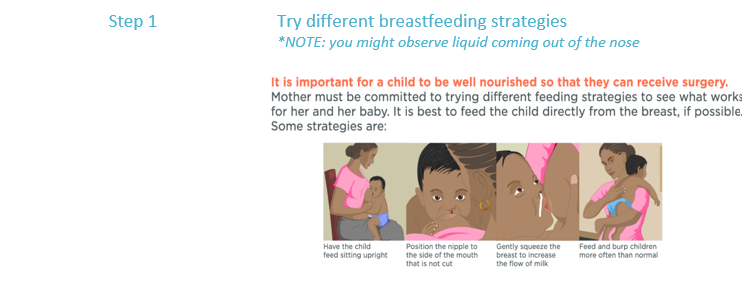 Step 1
Try different breastfeeding strategies
*NOTE: you might observe liquid coming out of the nose
It is important for a child to be well nourished so that they can receive surgery.
Mother must be committed to trying different feeding strategies to see what works
for her and her baby. It is best to feed the child directly from the breast, if possible.
Some strategies are:
Have the child
feed sitting upright
Position the nipple to
the side of the mouth
that is not cut
Gently squeeze the
breast to increase
the flow of milk
Feed and burp children
more often than normal